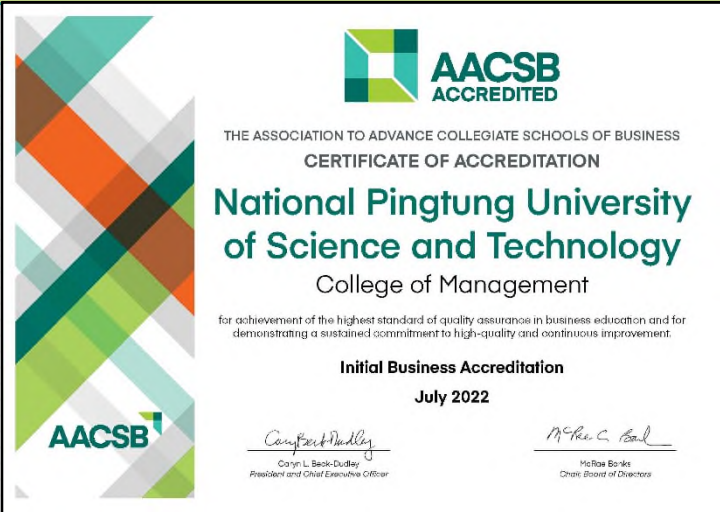 AACSB
ACCREDITED
THE ASSOCIATION TO ADVANCE COLLEGIATE SCHOOLS OF BUSINESS
CERTIFICATE OF ACCREDITATION
National Pingtung University
of Science and Technology
College of Management
for achievement of the highest standard of quality assurance in business education and for
demonstrating a sustained commitment to high-quality and continuous improvement.
Initial Business Accreditation
July 2022
AACSB
Caryn L. Beck-Dudley
President and Chief Executive Officer
McRae Banks
Chair, Board of Directors